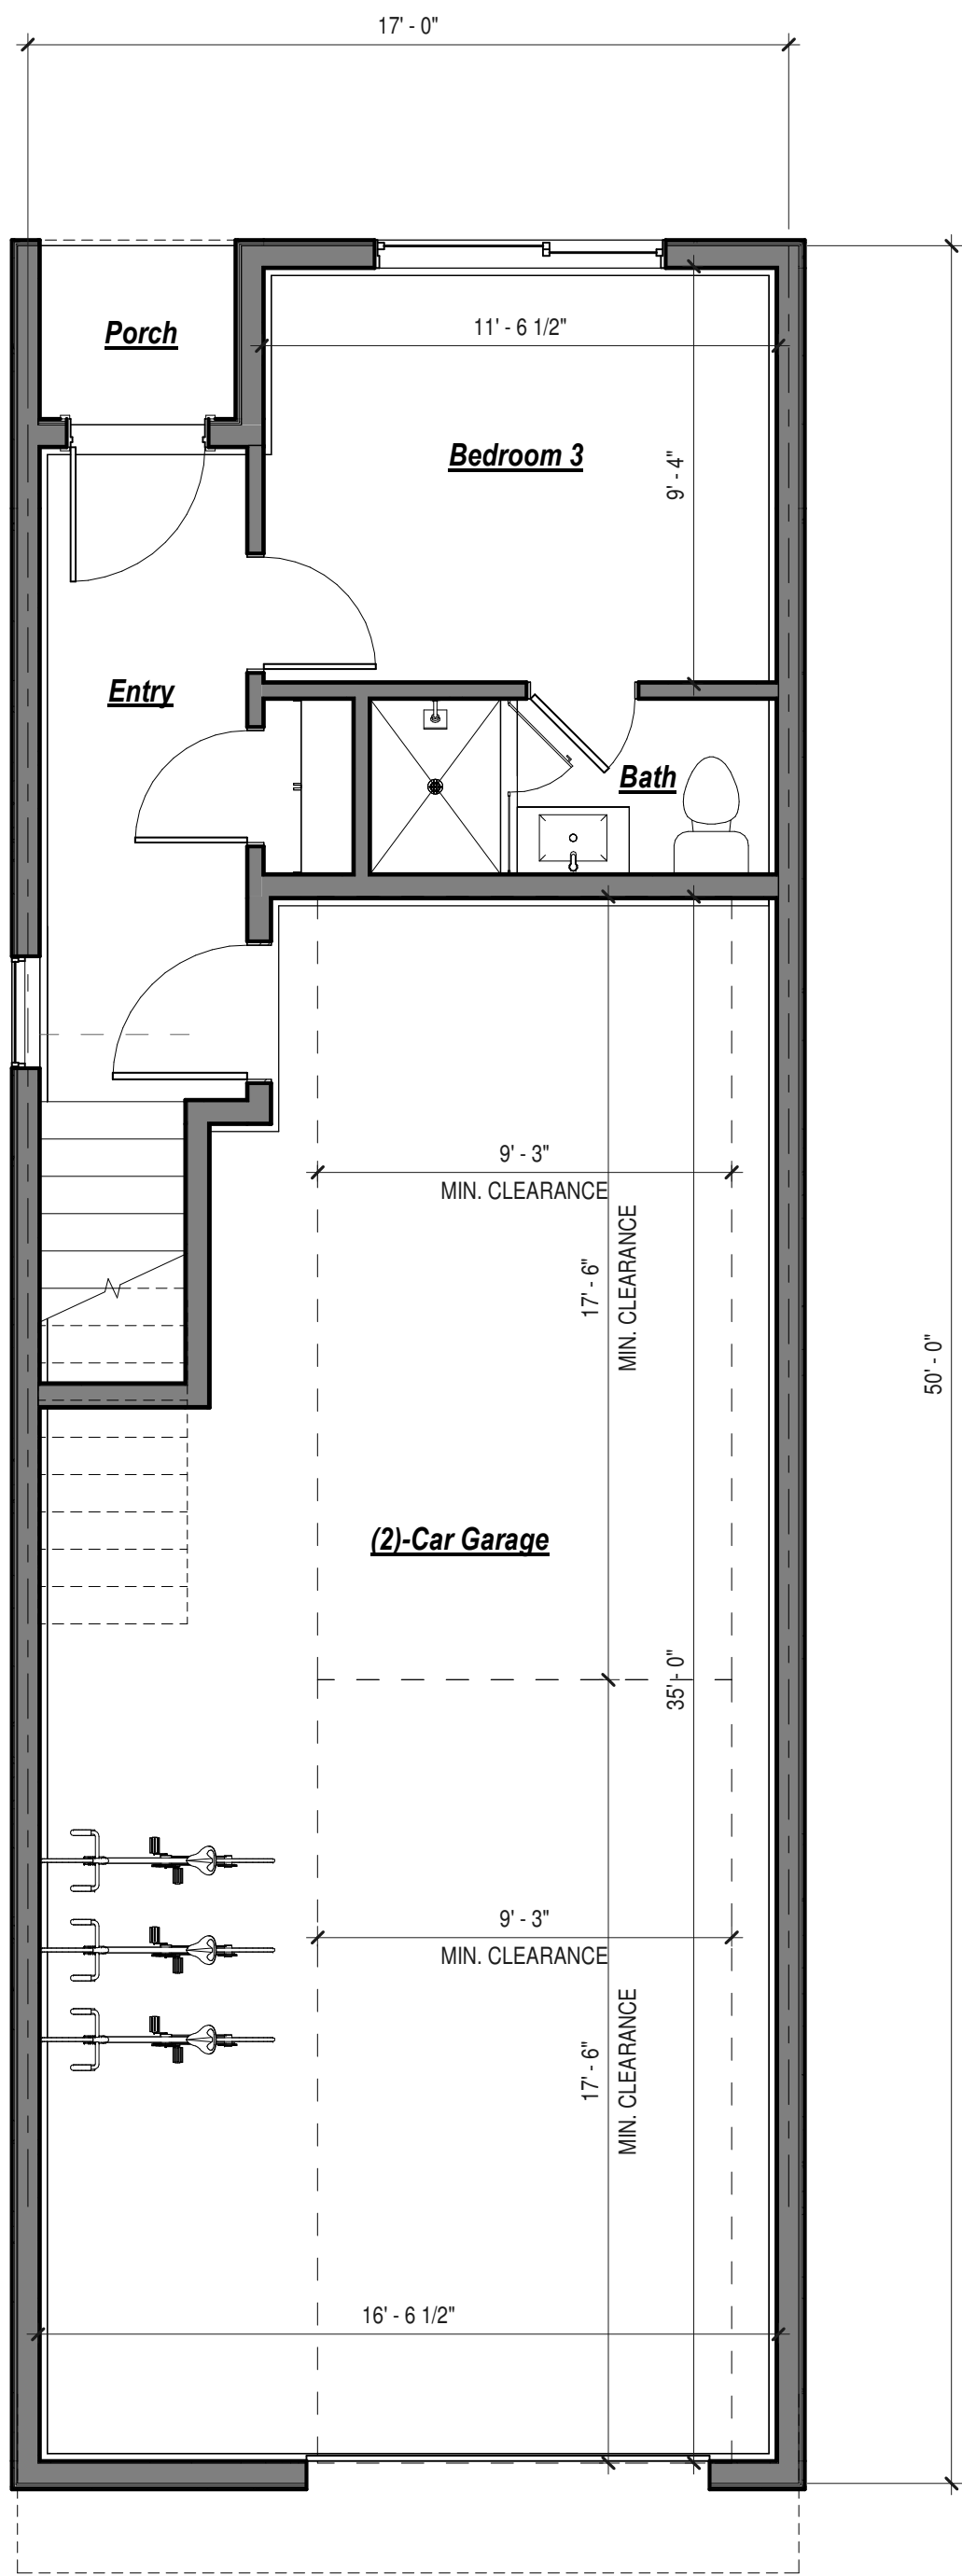 17' - 0"
Porch
11' - 6 1/2"
Bedroom 3
9' - 4"
Entry
Bath
9' - 3"
MIN. CLEARANCE
17' - 6"
MIN. CLEARANCE
50' - 0"
(2)-Car Garage
35' - 0"
9' - 3"
MIN. CLEARANCE
17' - 6"
MIN. CLEARANCE
16' - 6 1/2"